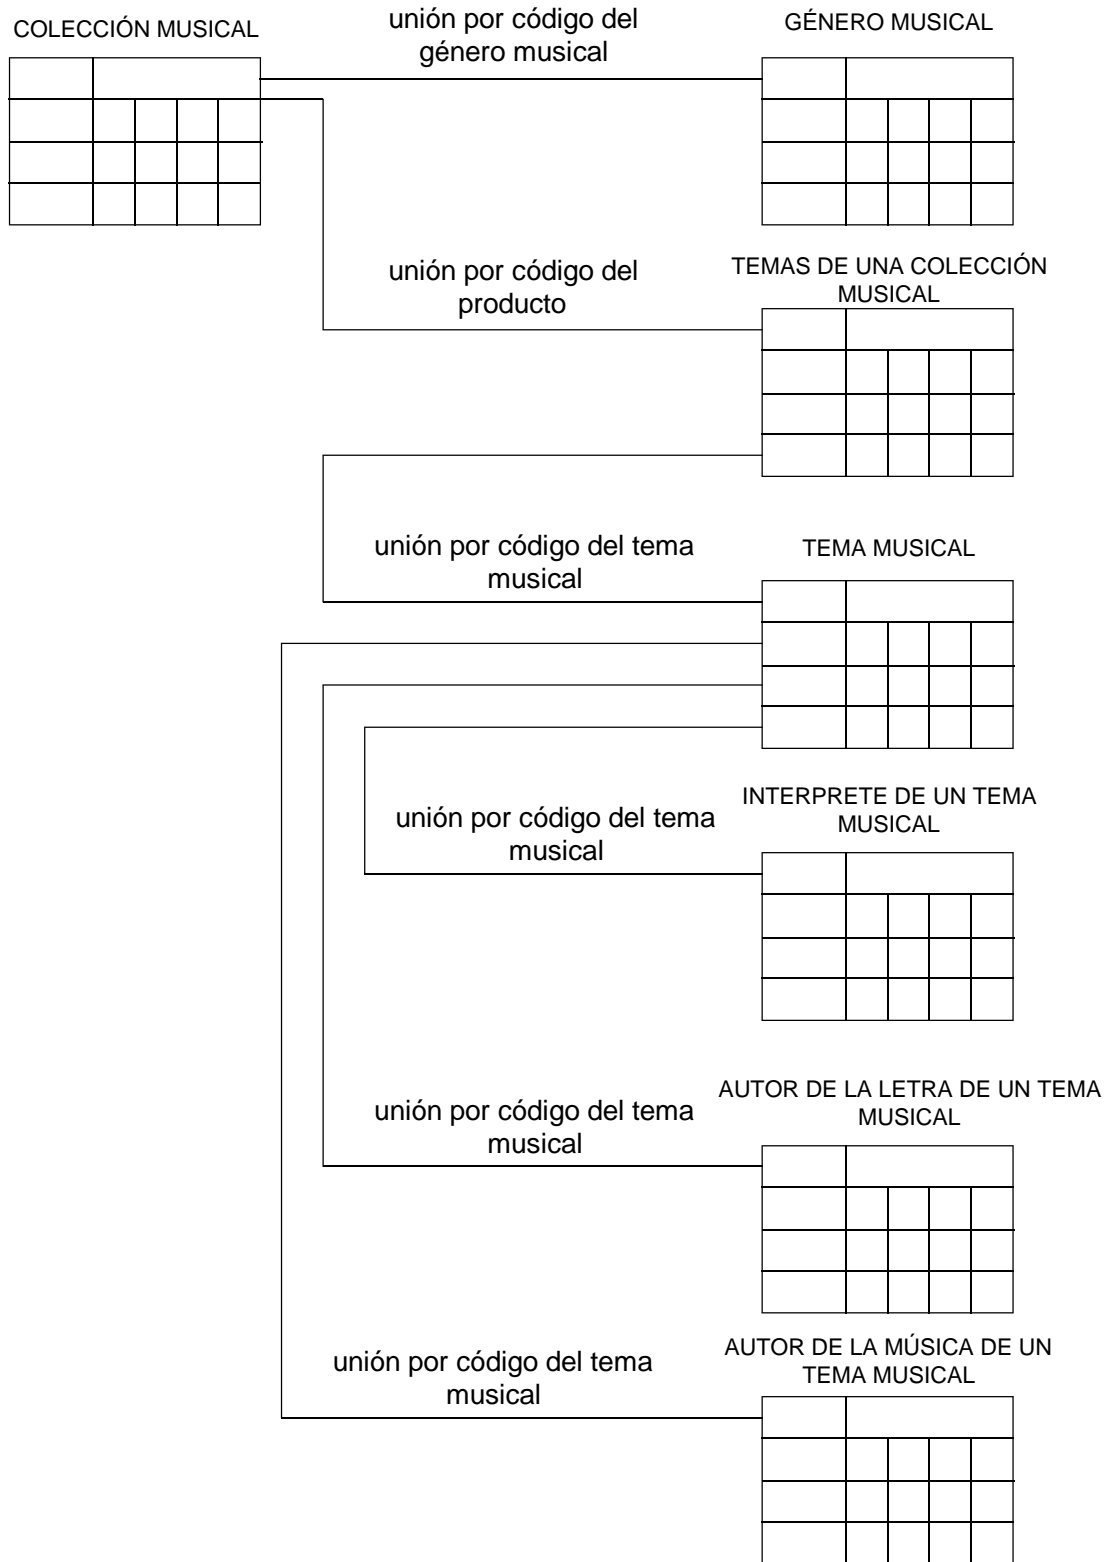 COLECCIÓN MUSICAL
unión por código del
género musical
GÉNERO MUSICAL
unión por código del
producto
TEMAS DE UNA COLECCIÓN
MUSICAL
unión por código del tema
musical
TEMA MUSICAL
unión por código del tema
musical
INTERPRETE DE UN TEMA
MUSICAL
unión por código del tema
musical
AUTOR DE LA LETRA DE UN TEMA
MUSICAL
unión por código del tema
musical
AUTOR DE LA MÚSICA DE UN
TEMA MUSICAL